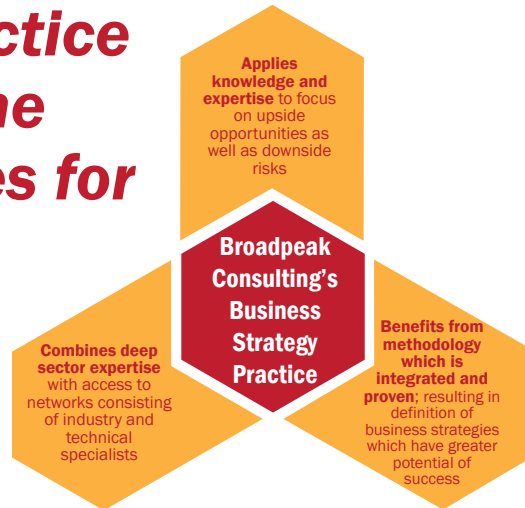 ctice
ne
es for
Applies
knowledge and
expertise to focus
on upside
opportunities as
well as downside
risks
Broadpeak
Consulting's
Business
Strategy
Practice
Combines deep
sector expertise
with access to
networks consisting
of industry and
technical
specialists
Benefits from
methodology
which is
integrated and
proven; resulting in
definition of
business strategies
which have greater
potential of
success